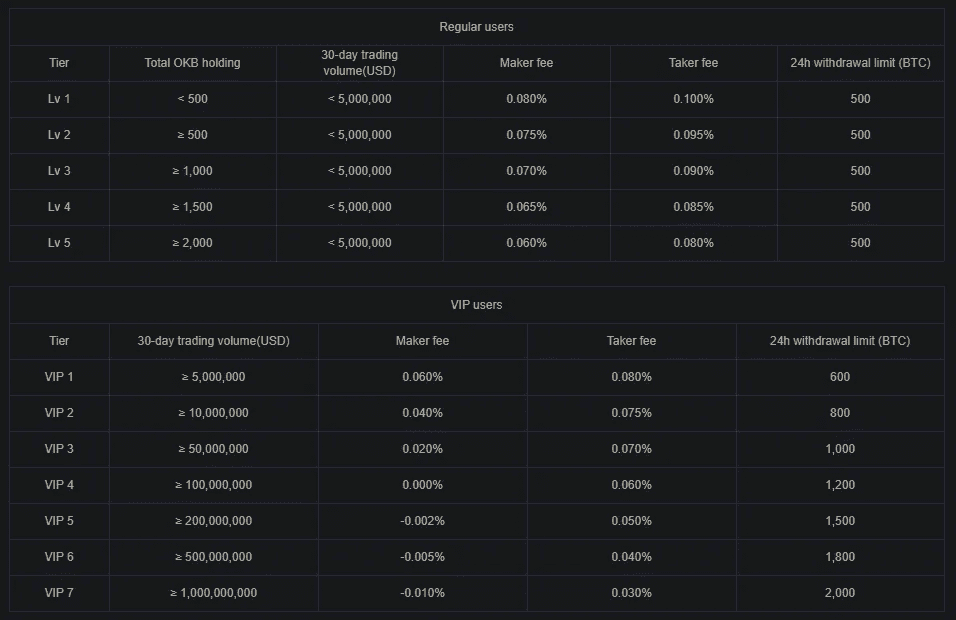 Regular users
Tier Total OKB holding 30-day trading volume(USD) Maker fee Taker fee 24h withdrawal limit (BTC)
Lv 1 < 500 < 5,000,000 0.080% 0.100% 500
Lv 2 ≥ 500 < 5,000,000 0.075% 0.095% 500
Lv 3 ≥ 1,000 < 5,000,000 0.070% 0.090% 500
Lv 4 ≥ 1,500 < 5,000,000 0.065% 0.085% 500
Lv 5 ≥ 2,000 < 5,000,000 0.060% 0.080% 500
VIP users
Tier 30-day trading volume(USD) Maker fee Taker fee 24h withdrawal limit (BTC)
VIP 1 ≥ 5,000,000 0.060% 0.080% 600
VIP 2 ≥ 10,000,000 0.040% 0.075% 800
VIP 3 ≥ 50,000,000 0.020% 0.070% 1,000
VIP 4 ≥ 100,000,000 0.000% 0.060% 1,200
VIP 5 ≥ 200,000,000 -0.002% 0.050% 1,500
VIP 6 ≥ 500,000,000 -0.005% 0.040% 1,800
VIP 7 ≥ 1,000,000,000 -0.010% 0.030% 2,000